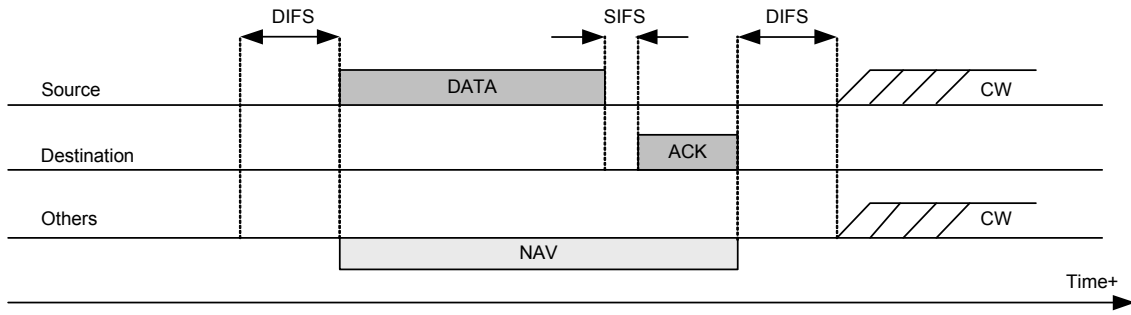 DIFS SIFS DIFS
Source DATA CW
Destination ACK
Others CW
NAV
Time+